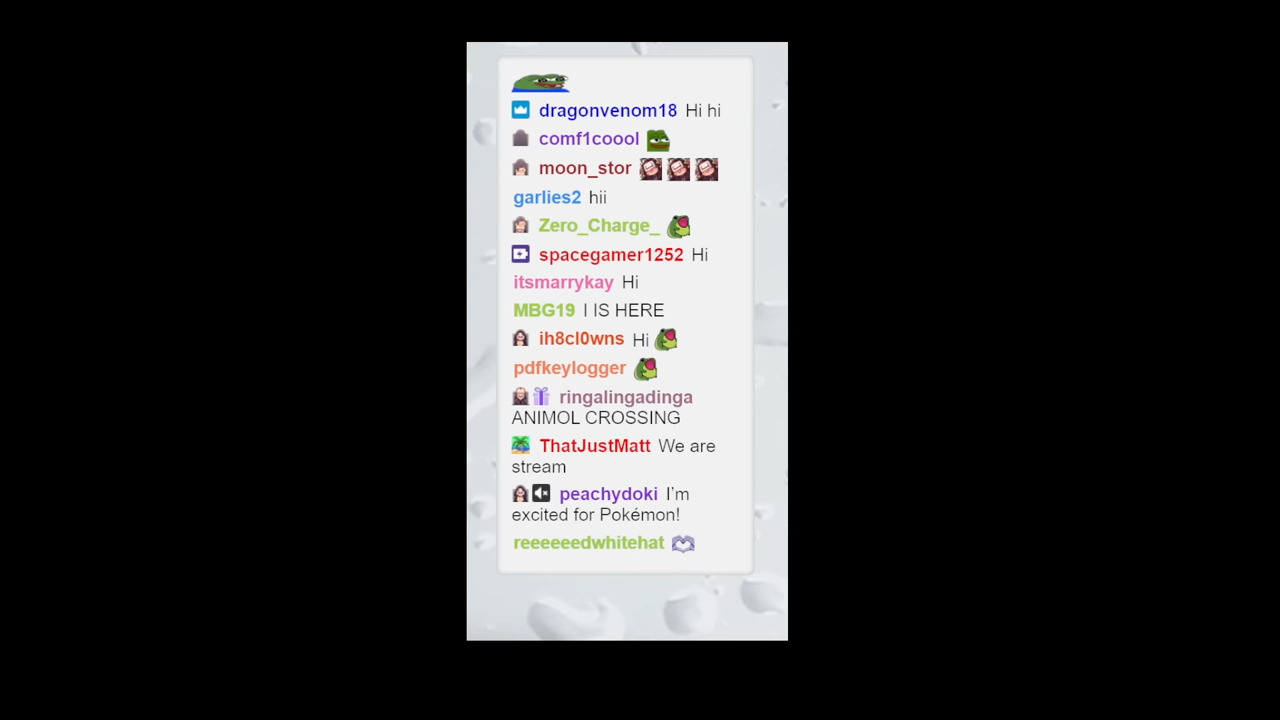 dragonvenom18 Hi hi
comf1coool
moon_stor
garlies2 hii
Zero_Charge_
spacegamer1252 Hi
itsmarrykay Hi
MBG19 I IS HERE
ih8cl0wns Hi
pdfkeylogger
ringalingadinga
ANIMOL CROSSING
ThatJustMatt We are
stream
peachydoki I’m
excited for Pokémon!
reeeeeedwhitehat